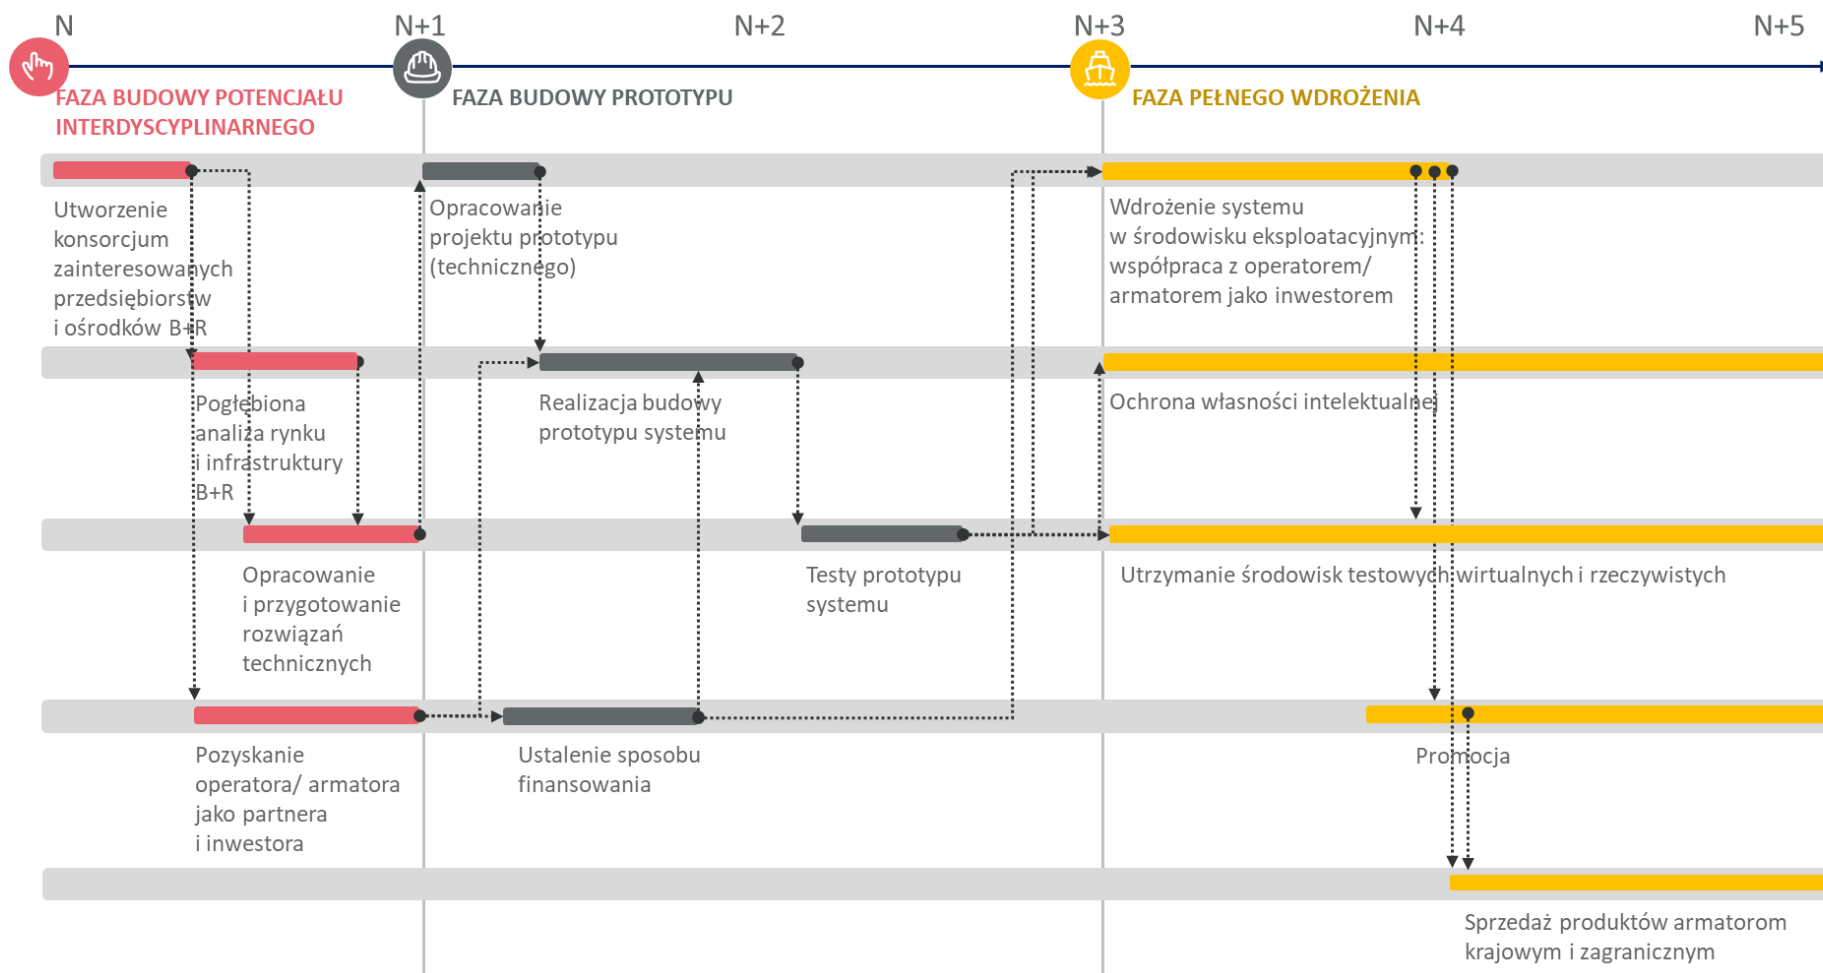 N
N+1
N+2
N+3
N+4
N+5
FAZA BUDOWY POTENCJAŁU
INTERDYSCYPLINARNEGO
FAZA BUDOWY PROTOTYPU
FAZA PEŁNEGO WDROŻENIA
Utworzenie
konsorcjum
zainteresowanych
przedsiębiorstw
i ośrodków B+R
Opracowanie
projektu prototypu
(technicznego)
Wdrożenie systemu
w środowisku eksploatacyjnym:
współpraca z operatorem/
armatorem jako inwestorem
Pogłębiona
analiza rynku
i infrastruktury
B+R
Realizacja budowy
prototypu systemu
Ochrona własności intelektualnej
Opracowanie
i przygotowanie
rozwiązań
technicznych
Testy prototypu
systemu
Utrzymanie środowisk testowych wirtualnych i rzeczywistych
Pozyskanie
operatora/ armatora
jako partnera
i inwestora
Ustalenie sposobu
finansowania
Promocja
Sprzedaż produktów armatorom
krajowym i zagranicznym